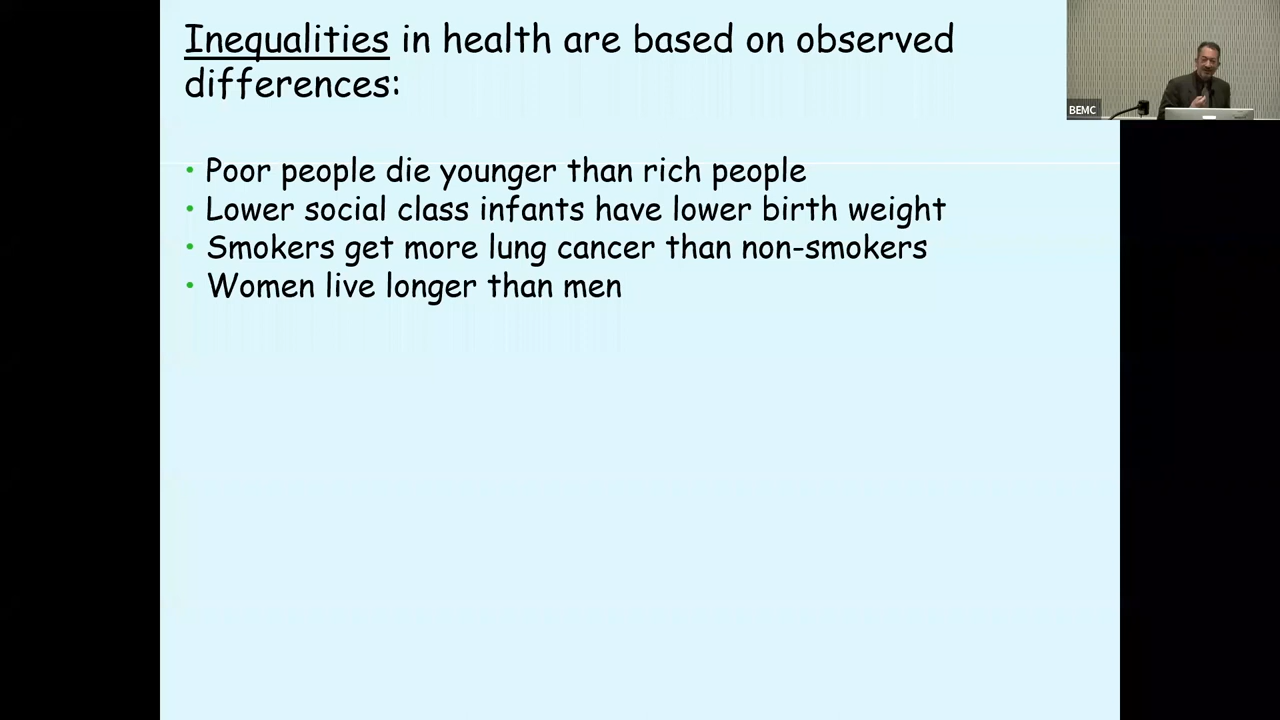 Inequalities in health are based on observed
differences:
• Poor people die younger than rich people
• Lower social class infants have lower birth weight
• Smokers get more lung cancer than non-smokers
• Women live longer than men
BEMC